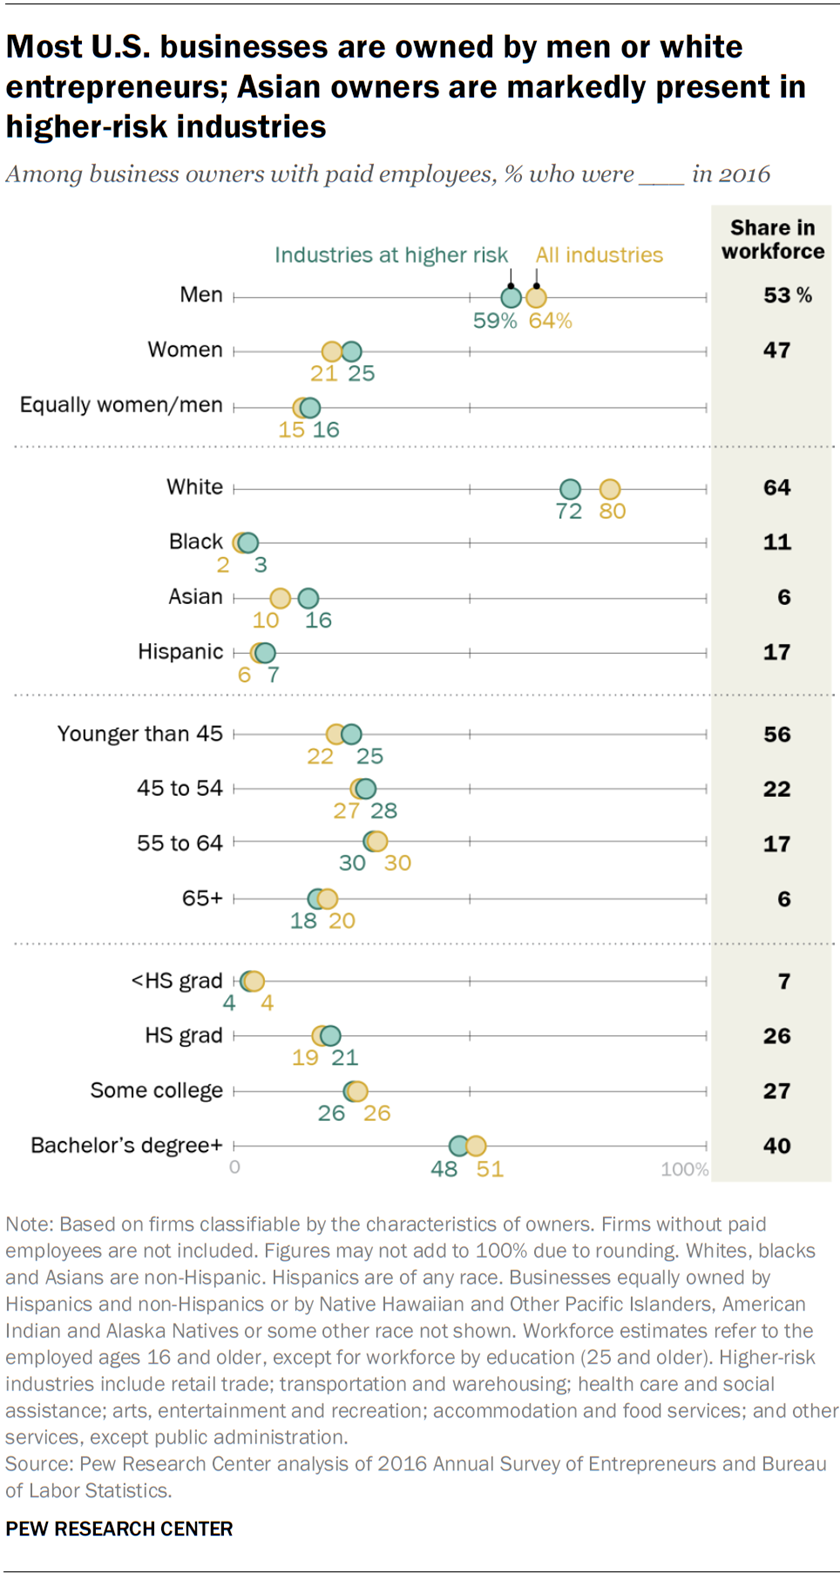 Most U.S. businesses are owned by men or white
entrepreneurs; Asian owners are markedly present in
higher-risk industries
Among business owners with paid employees, % who were ___ in 2016
Share in
workforce
Industries at higher risk All industries
Men 53 %
59% 64%
Women 47
21 25
Equally women/men
15 16
White 64
72 80
Black 11
2 3
Asian 6
10 16
Hispanic 17
6 7
Younger than 45 56
22 25
45 to 54 22
27 28
55 to 64 17
30 30
65+ 6
18 20
<HS grad 7
4 4
HS grad 26
19 21
Some college 27
26 26
Bachelor's degree+ 40
0 48 51 100%
Note: Based on firms classifiable by the characteristics of owners. Firms without paid
employees are not included. Figures may not add to 100% due to rounding. Whites, blacks
and Asians are non-Hispanic. Hispanics are of any race. Businesses equally owned by
Hispanics and non-Hispanics or by Native Hawaiian and Other Pacific Islanders, American
Indian and Alaska Natives or some other race not shown. Workforce estimates refer to the
employed ages 16 and older, except for workforce by education (25 and older). Higher-risk
industries include retail trade; transportation and warehousing; health care and social
assistance; arts, entertainment and recreation; accommodation and food services; and other
services, except public administration.
Source: Pew Research Center analysis of 2016 Annual Survey of Entrepreneurs and Bureau
of Labor Statistics.
PEW RESEARCH CENTER